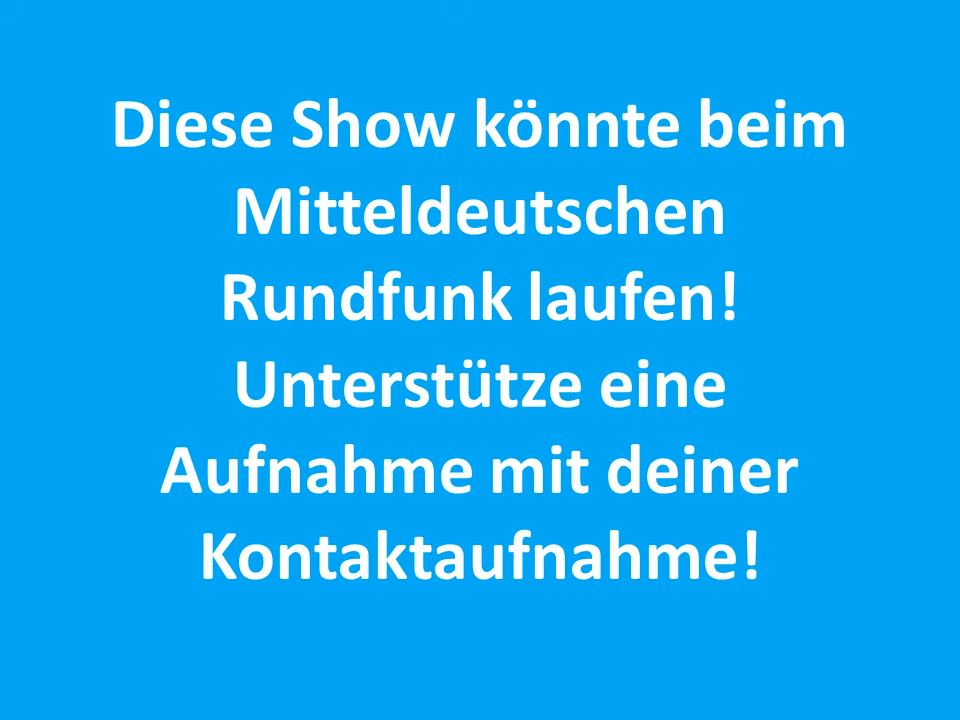 Diese Show könnte beim
Mitteldeutschen
Rundfunk laufen!
Unterstütze eine
Aufnahme mit deiner
Kontaktaufnahme!